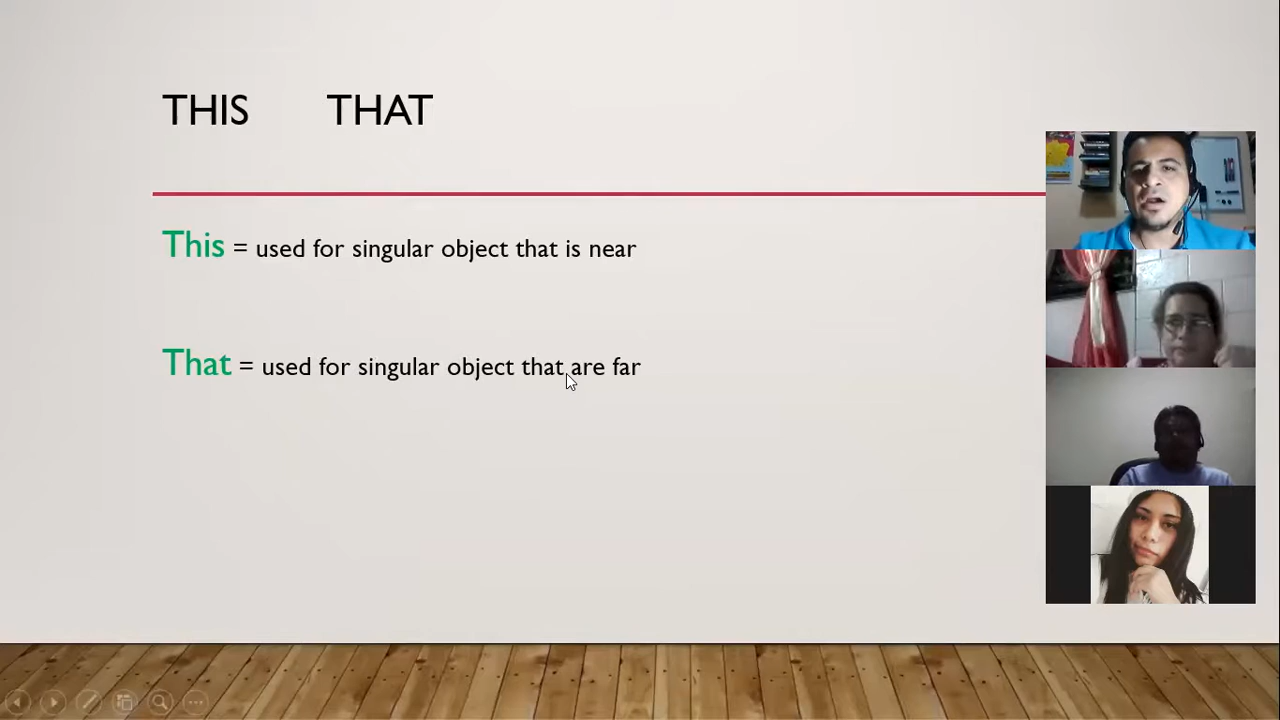 THIS THAT
This = used for singular object that is near
That = used for singular object that are far